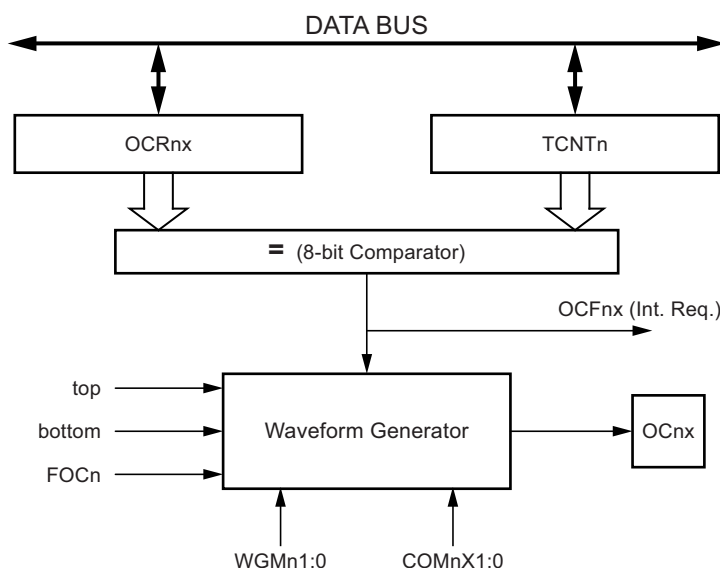 DATA BUS
OCRnx
TCNTn
= (8-bit Comparator)
OCFnx (Int. Req.)
top
bottom
FOCn
Waveform Generator
OCnx
WGMn1:0
COMnX1:0